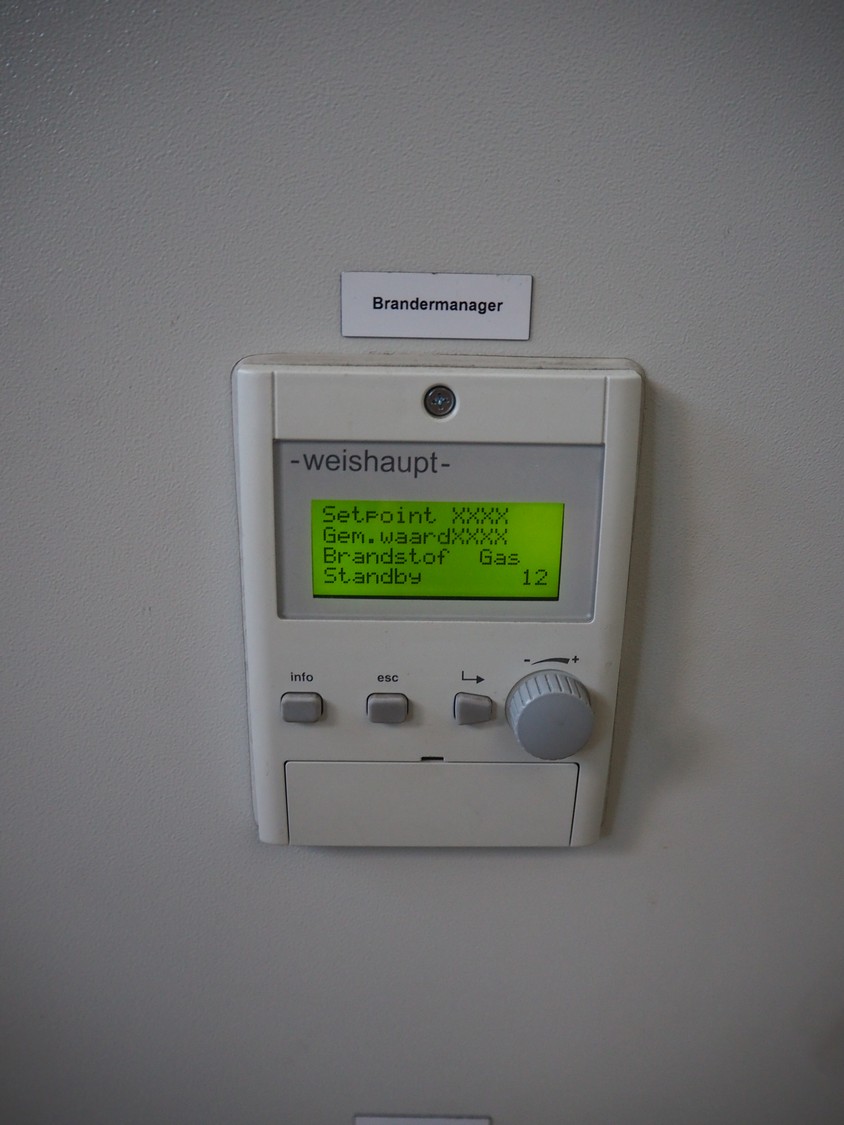 Brandermanager
-weishaupt-
Setpoint XXXX
Gem.waardXXXX
Brandstof Gas
Standby 12
info esc
- +